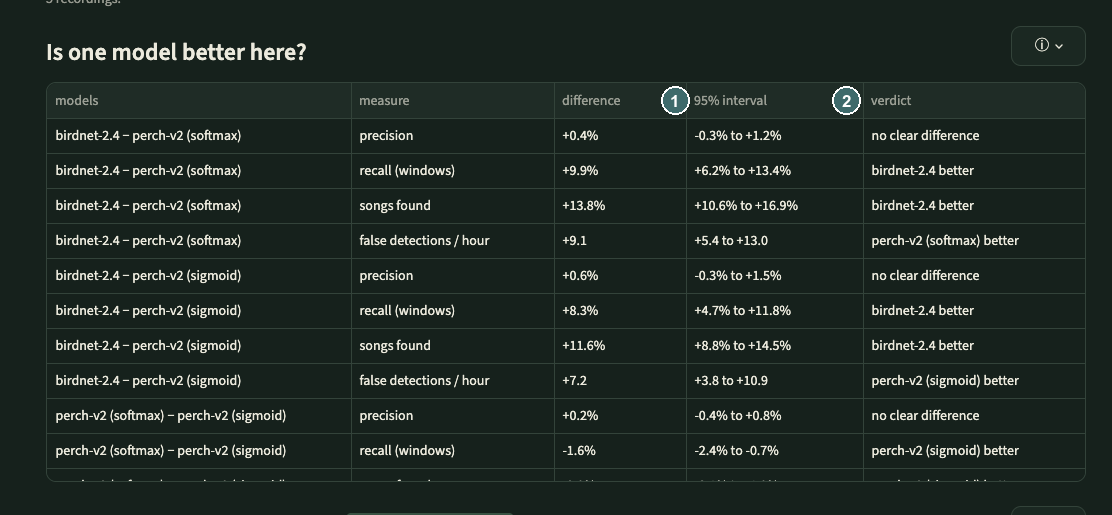 recordings.
Is one model better here?
models measure difference 1 95% interval 2 verdict
birdnet-2.4 − perch-v2 (softmax) precision +0.4% -0.3% to +1.2% no clear difference
birdnet-2.4 − perch-v2 (softmax) recall (windows) +9.9% +6.2% to +13.4% birdnet-2.4 better
birdnet-2.4 − perch-v2 (softmax) songs found +13.8% +10.6% to +16.9% birdnet-2.4 better
birdnet-2.4 − perch-v2 (softmax) false detections / hour +9.1 +5.4 to +13.0 perch-v2 (softmax) better
birdnet-2.4 − perch-v2 (sigmoid) precision +0.6% -0.3% to +1.5% no clear difference
birdnet-2.4 − perch-v2 (sigmoid) recall (windows) +8.3% +4.7% to +11.8% birdnet-2.4 better
birdnet-2.4 − perch-v2 (sigmoid) songs found +11.6% +8.8% to +14.5% birdnet-2.4 better
birdnet-2.4 − perch-v2 (sigmoid) false detections / hour +7.2 +3.8 to +10.9 perch-v2 (sigmoid) better
perch-v2 (softmax) − perch-v2 (sigmoid) precision +0.2% -0.4% to +0.8% no clear difference
perch-v2 (softmax) − perch-v2 (sigmoid) recall (windows) -1.6% -2.4% to -0.7% perch-v2 (sigmoid) better